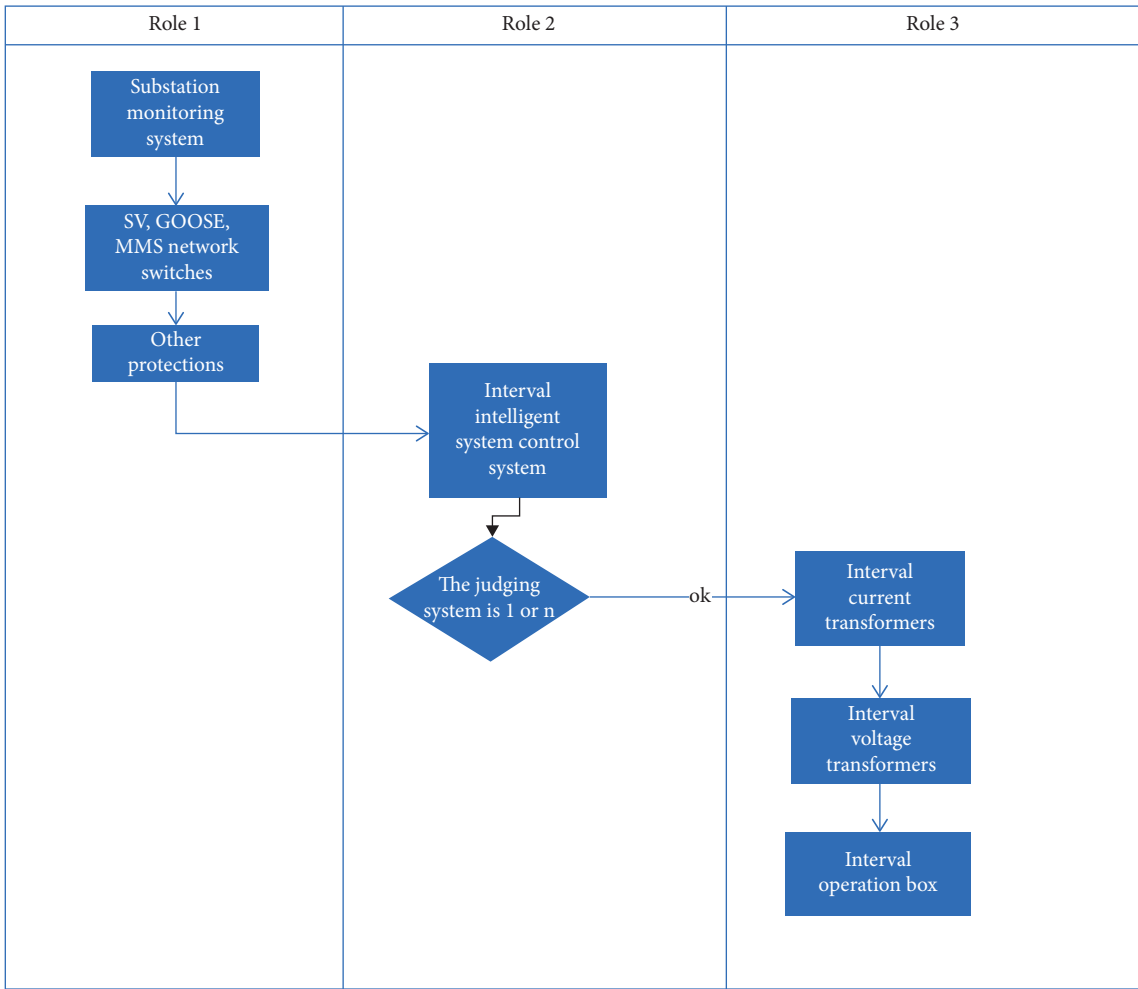 Role 1
Role 2
Role 3
Substation
monitoring
system
SV, GOOSE,
MMS network
switches
Other
protections
Interval
intelligent
system control
system
The judging
system is 1 or n
ok
Interval
current
transformers
Interval
voltage
transformers
Interval
operation box